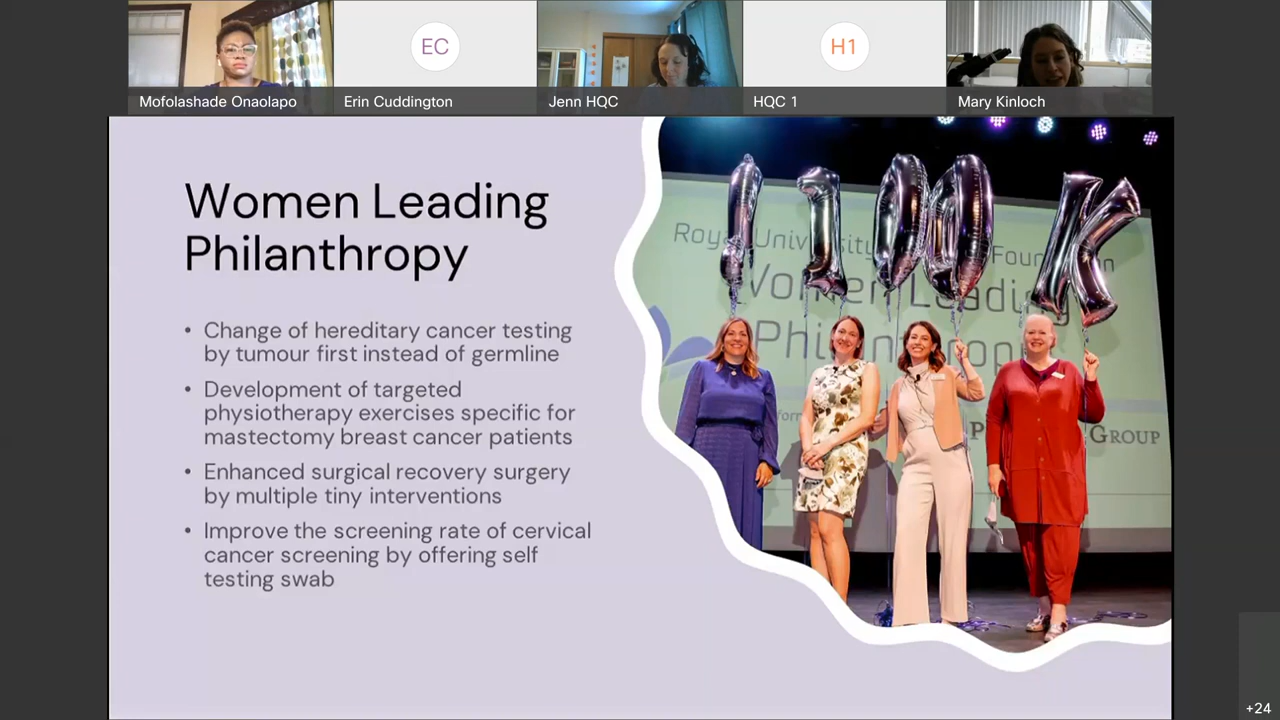 EC
H1
Mofolashade Onaolapo
Erin Cuddington
Jenn HQC
HQC 1
Mary Kinloch
Women Leading
Philanthropy
• Change of hereditary cancer testing
by tumour first instead of germline
• Development of targeted
physiotherapy exercises specific for
mastectomy breast cancer patients
• Enhanced surgical recovery surgery
by multiple tiny interventions
• Improve the screening rate of cervical
cancer screening by offering self
testing swab
100K
Women Leading
Philanthropy
GROUP
+24